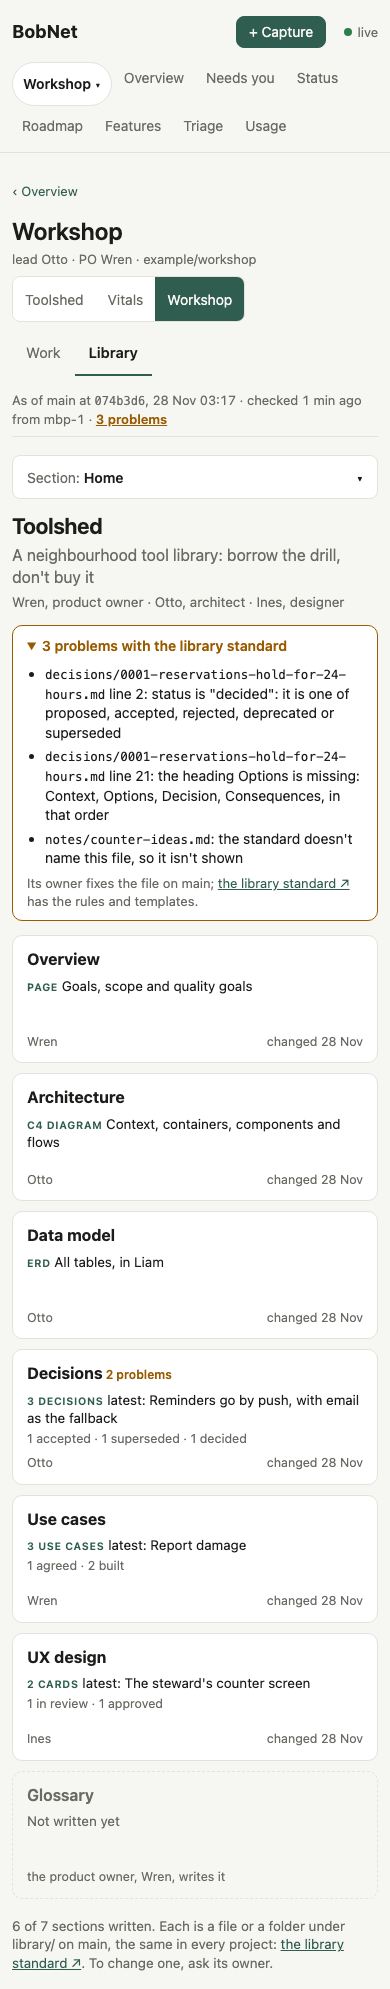 BobNet
+ Capture
live
Workshop ▾
Overview
Needs you
Status
Roadmap
Features
Triage
Usage
‹ Overview
Workshop
lead Otto · PO Wren · example/workshop
Toolshed
Vitals
Workshop
Work
Library
As of main at 074b3d6, 28 Nov 03:17 · checked 1 min ago
from mbp-1 · 3 problems
Section: Home ▾
Toolshed
A neighbourhood tool library: borrow the drill,
don't buy it
Wren, product owner · Otto, architect · Ines, designer
▼ 3 problems with the library standard
• decisions/0001-reservations-hold-for-24-
hours.md line 2: status is "decided": it is one of
proposed, accepted, rejected, deprecated or
superseded
• decisions/0001-reservations-hold-for-24-
hours.md line 21: the heading Options is missing:
Context, Options, Decision, Consequences, in
that order
• notes/counter-ideas.md: the standard doesn't
name this file, so it isn't shown
Its owner fixes the file on main; the library standard ↗
has the rules and templates.
Overview
PAGE Goals, scope and quality goals
Wren
changed 28 Nov
Architecture
C4 DIAGRAM Context, containers, components and
flows
Otto
changed 28 Nov
Data model
ERD All tables, in Liam
Otto
changed 28 Nov
Decisions 2 problems
3 DECISIONS latest: Reminders go by push, with email
as the fallback
1 accepted · 1 superseded · 1 decided
Otto
changed 28 Nov
Use cases
3 USE CASES latest: Report damage
1 agreed · 2 built
Wren
changed 28 Nov
UX design
2 CARDS latest: The steward's counter screen
1 in review · 1 approved
Ines
changed 28 Nov
Glossary
Not written yet
the product owner, Wren, writes it
6 of 7 sections written. Each is a file or a folder under
library/ on main, the same in every project: the library
standard ↗. To change one, ask its owner.